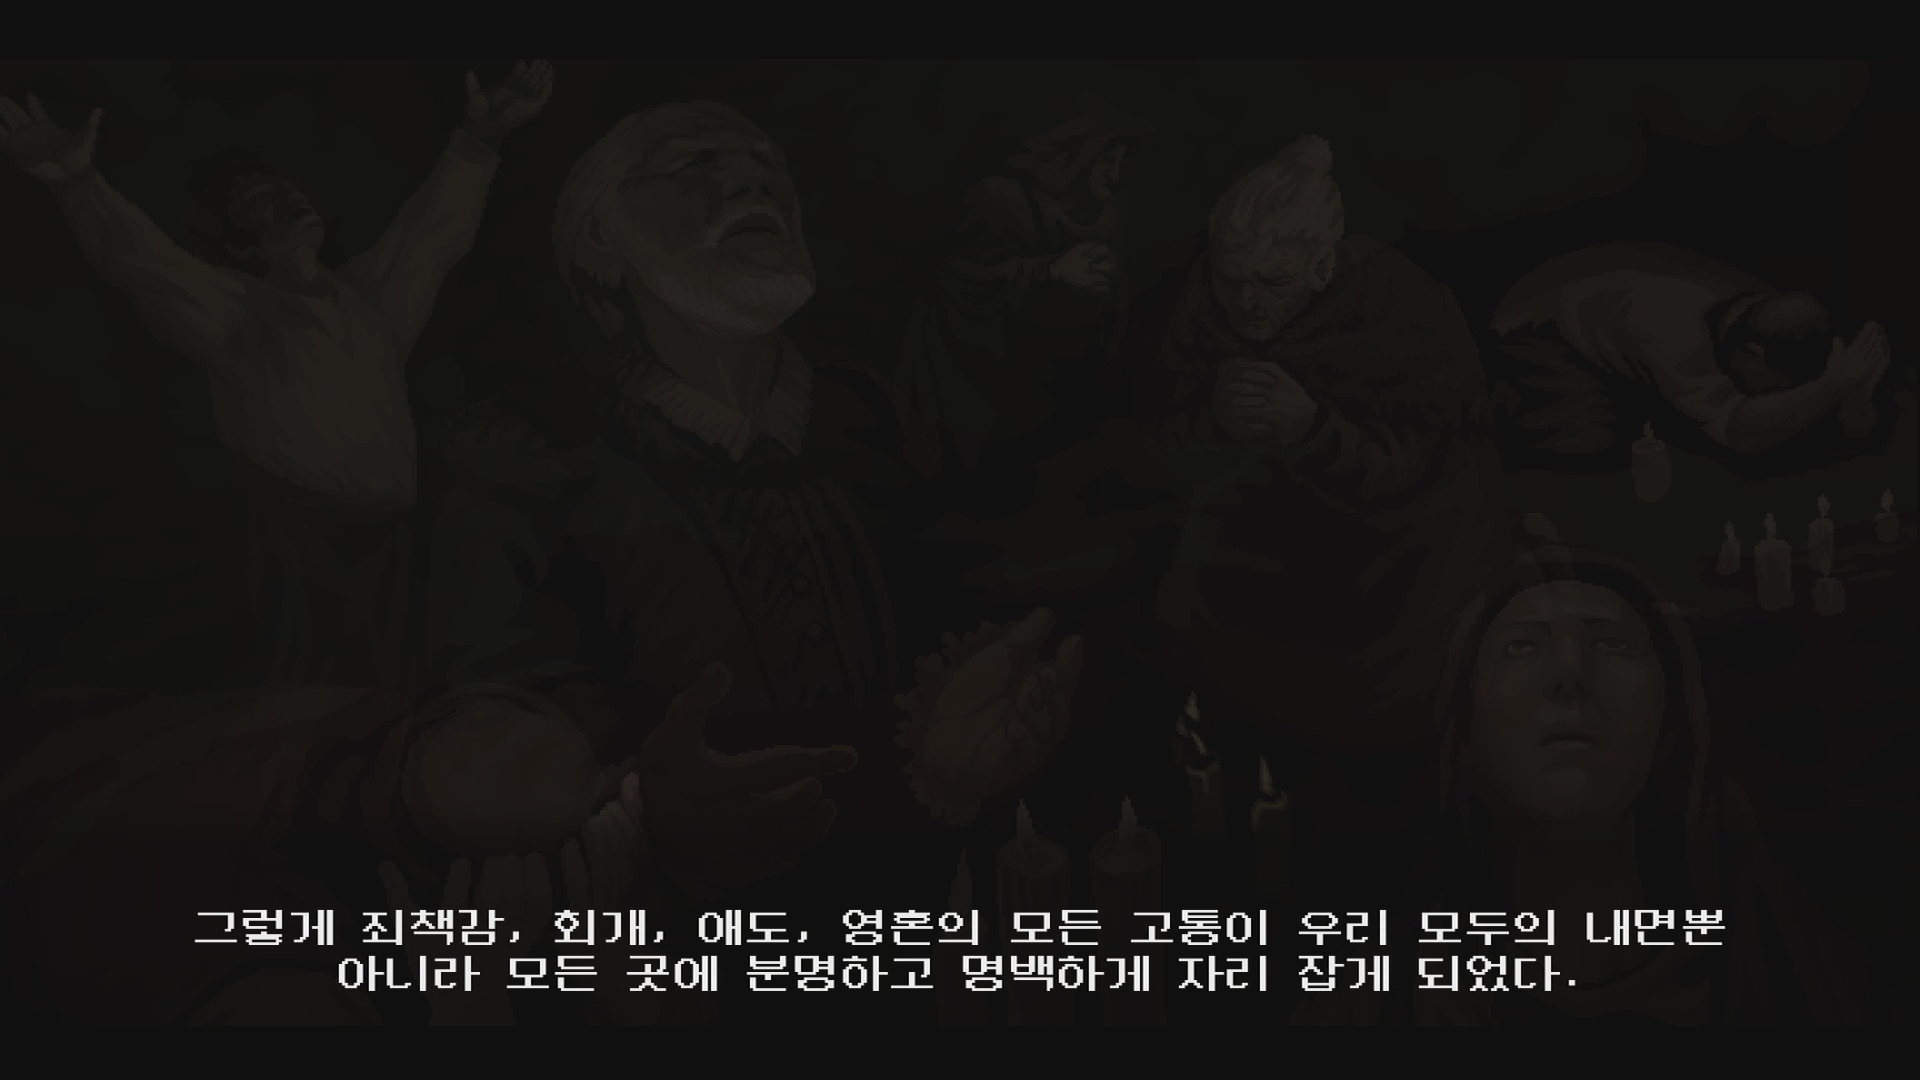 그렇게 죄책감, 회개, 애도, 영혼의 모든 고통이 우리 모두의 내면뿐
아니라 모든 곳에 분명하고 명백하게 자리 잡게 되었다.